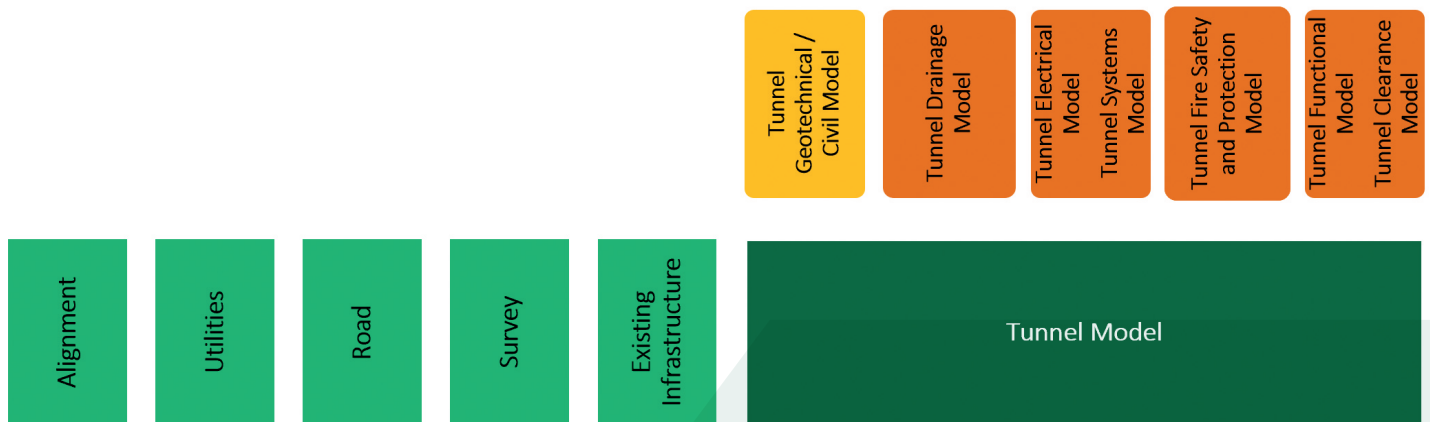 Tunnel
Geotechnical /
Civil Model
Tunnel Drainage
Model
Tunnel Electrical
Model
Tunnel Systems
Model
Tunnel Fire Safety
and Protection
Model
Tunnel Functional
Model
Tunnel Clearance
Model
Alignment
Utilities
Road
Survey
Existing
Infrastructure
Tunnel Model